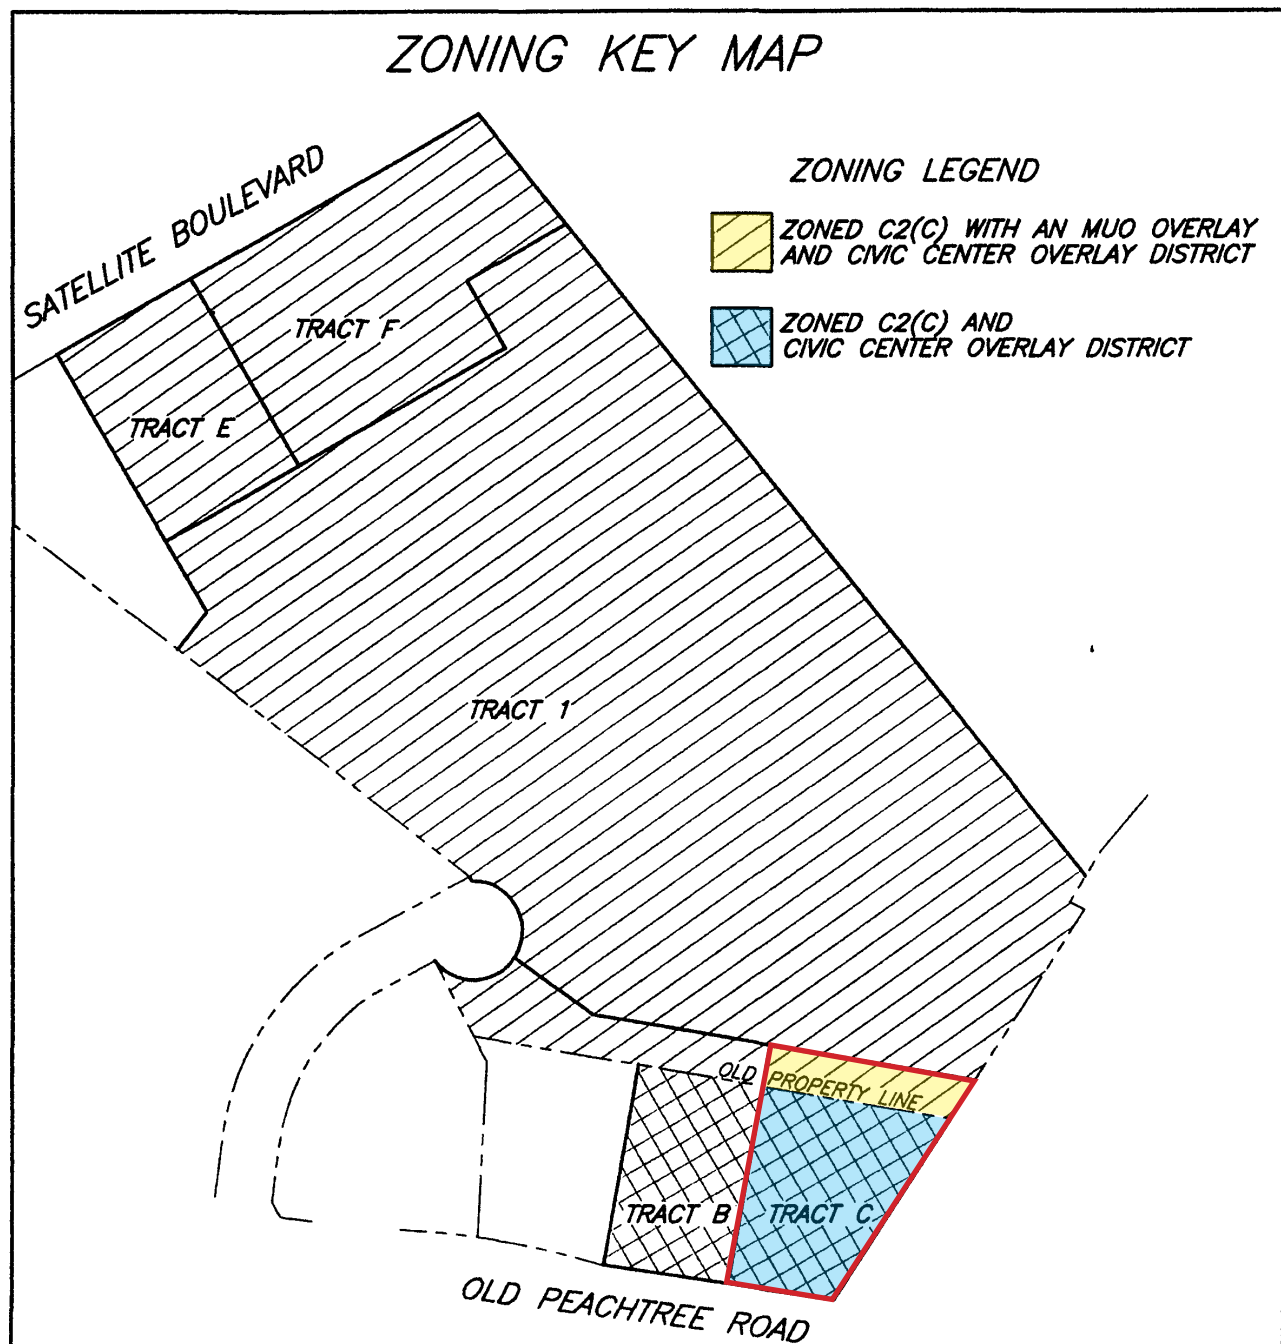 ZONING KEY MAP
SATELLITE BOULEVARD
ZONING LEGEND
ZONED C2(C) WITH AN MUO OVERLAY
AND CIVIC CENTER OVERLAY DISTRICT
ZONED C2(C) AND
CIVIC CENTER OVERLAY DISTRICT
TRACT F
TRACT E
TRACT 1
OLD PROPERTY LINE
TRACT B
TRACT C
OLD PEACHTREE ROAD